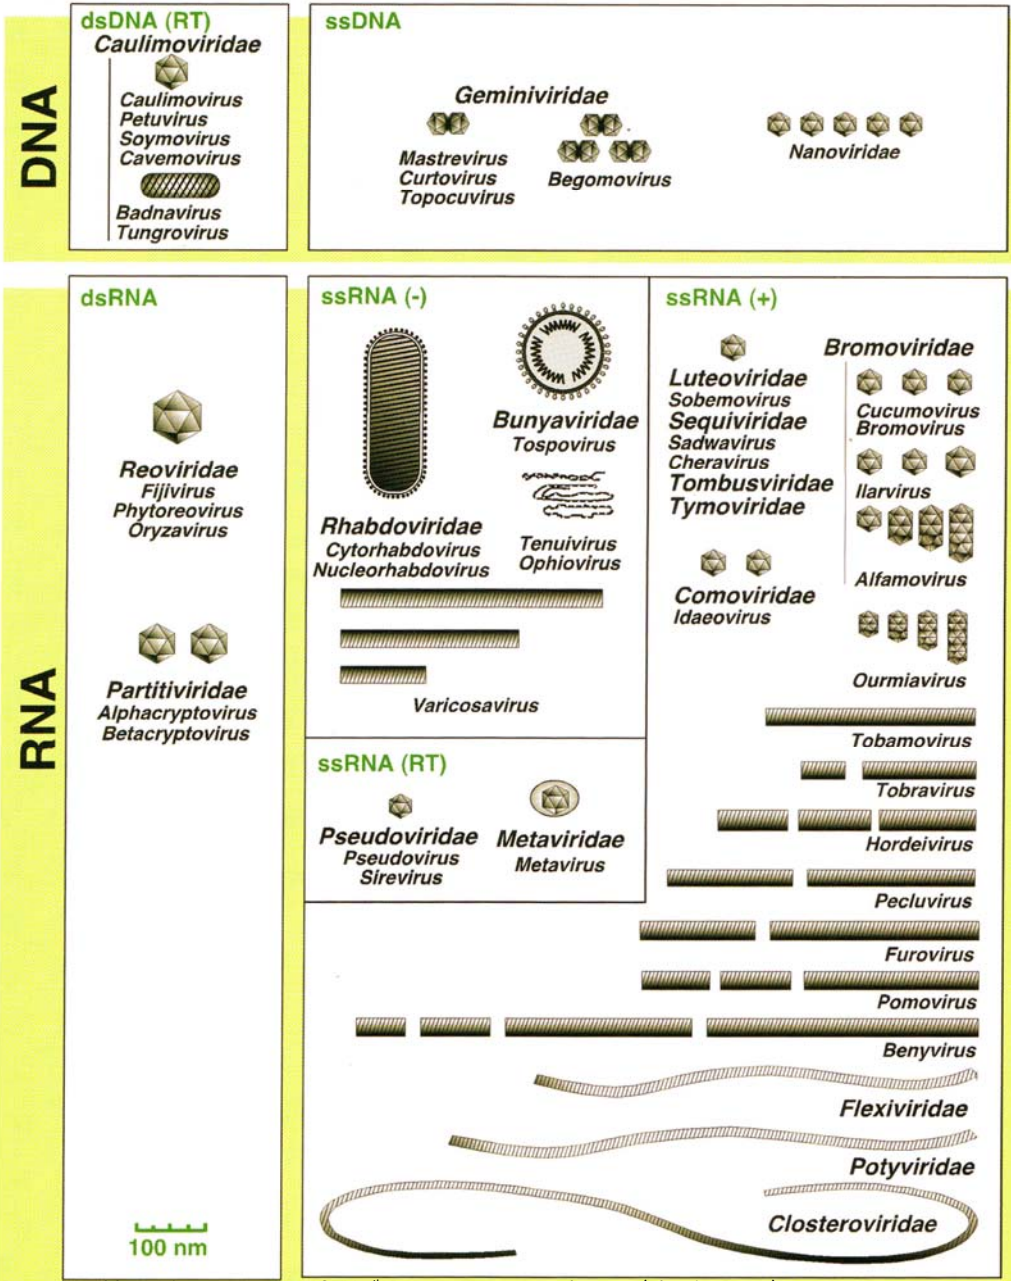 DNA
dsDNA (RT)
Caulimoviridae
Caulimovirus
Petuvirus
Soymovirus
Cavemovirus
Badnavirus
Tungrovirus
ssDNA
Geminiviridae
Mastrevirus
Curtovirus
Topocuvirus
Begomovirus
Nanoviridae
RNA
dsRNA
Reoviridae
Fijivirus
Phytoreovirus
Oryzavirus
Partitiviridae
Alphacryptovirus
Betacryptovirus
100 nm
ssRNA (-)
Rhabdoviridae
Cytorhabdovirus
Nucleorhabdovirus
Bunyaviridae
Tospovirus
Tenuivirus
Ophiovirus
Varicosavirus
ssRNA (RT)
Pseudoviridae
Pseudovirus
Sirevirus
Metaviridae
Metavirus
ssRNA (+)
Luteoviridae
Sobemovirus
Sequiviridae
Sadwavirus
Cheravirus
Tombusviridae
Tymoviridae
Comoviridae
Idaeovirus
Bromoviridae
Cucumovirus
Bromovirus
Ilarvirus
Alfamovirus
Ourmiavirus
Tobamovirus
Tobravirus
Hordeivirus
Pecluvirus
Furovirus
Pomovirus
Benyvirus
Flexiviridae
Potyviridae
Closteroviridae